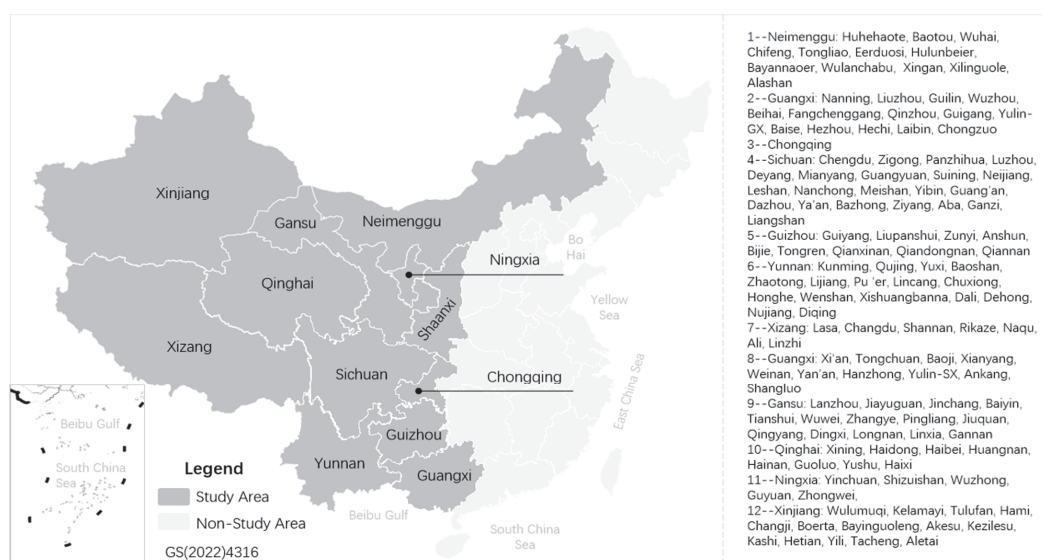 Xinjiang
Gansu
Neimenggu
Ningxia
Bo
Hai
Qinghai
Yellow
Sea
Shaanxi
Xizang
Sichuan
Chongqing
East China Sea
Beibu Gulf
Guizhou
South China
Sea
Legend
Yunnan
Guangxi
Study Area
Beibu Gulf
Non-Study Area
South China
Sea
GS(2022)4316
1--Neimenggu: Huhehaote, Baotou, Wuhai,
Chifeng, Tongliao, Eerduosi, Hulunbeier,
Bayannaoer, Wulanchabu, Xingan, Xilinguole,
Alashan
2--Guangxi: Nanning, Liuzhou, Guilin, Wuzhou,
Beihai, Fangchenggang, Qinzhou, Guigang, Yulin-
GX, Baise, Hezhou, Hechi, Laibin, Chongzuo
3--Chongqing
4--Sichuan: Chengdu, Zigong, Panzhihua, Luzhou,
Deyang, Mianyang, Guangyuan, Suining, Neijiang,
Leshan, Nanchong, Meishan, Yibin, Guang'an,
Dazhou, Ya'an, Bazhong, Ziyang, Aba, Ganzi,
Liangshan
5--Guizhou: Guiyang, Liupanshui, Zunyi, Anshun,
Bijie, Tongren, Qianxinan, Qiandongnan, Qiannan
6--Yunnan: Kunming, Qujing, Yuxi, Baoshan,
Zhaotong, Lijiang, Pu 'er, Lincang, Chuxiong,
Honghe, Wenshan, Xishuangbanna, Dali, Dehong,
Nujiang, Diqing
7--Xizang: Lasa, Changdu, Shannan, Rikaze, Naqu,
Ali, Linzhi
8--Guangxi: Xi'an, Tongchuan, Baoji, Xianyang,
Weinan, Yan'an, Hanzhong, Yulin-SX, Ankang,
Shangluo
9--Gansu: Lanzhou, Jiayuguan, Jinchang, Baiyin,
Tianshui, Wuwei, Zhangye, Pingliang, Jiuquan,
Qingyang, Dingxi, Longnan, Linxia, Gannan
10--Qinghai: Xining, Haidong, Haibei, Huangnan,
Hainan, Guoluo, Yushu, Haixi
11--Ningxia: Yinchuan, Shizuishan, Wuzhong,
Guyuan, Zhongwei,
12--Xinjiang: Wulumuqi, Kelamayi, Tulufan, Hami,
Changji, Boerta, Bayinguoleng, Akesu, Kezilesu,
Kashi, Hetian, Yili, Tacheng, Aletai